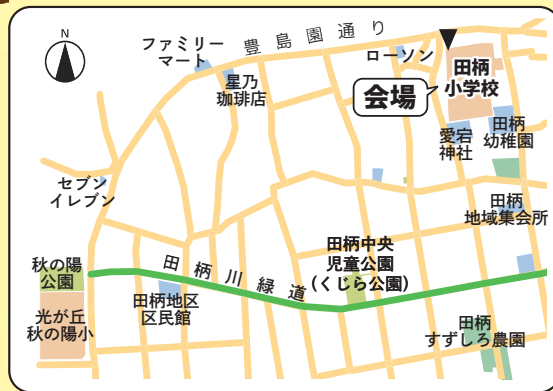 N
ファミリー
マート
豊島園通り
ローソン
田柄
小学校
会場
星乃
珈琲店
愛宕
神社
田柄
幼稚園
セブン
イレブン
田柄
地域集会所
秋の陽
公園
田柄川緑道
田柄中央
児童公園
(くじら公園)
田柄地区
区民館
光が丘
秋の陽小
田柄
すずしろ農園